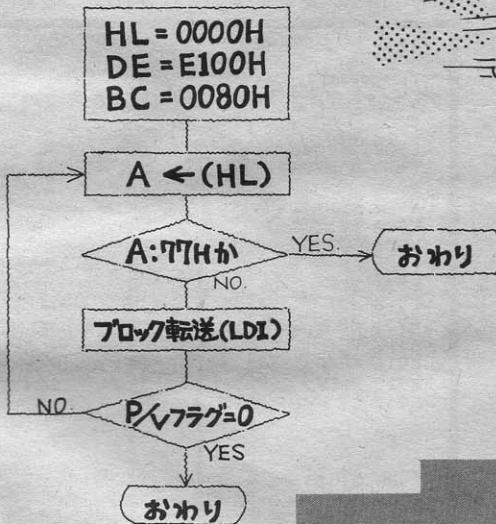 HL=0000H
DE=E100H
BC=0080H
A←(HL)
A:77Hか
YES.
おわり
NO.
ブロック転送(LDI)
NO.
P/Vフラグ=0
YES
おわり